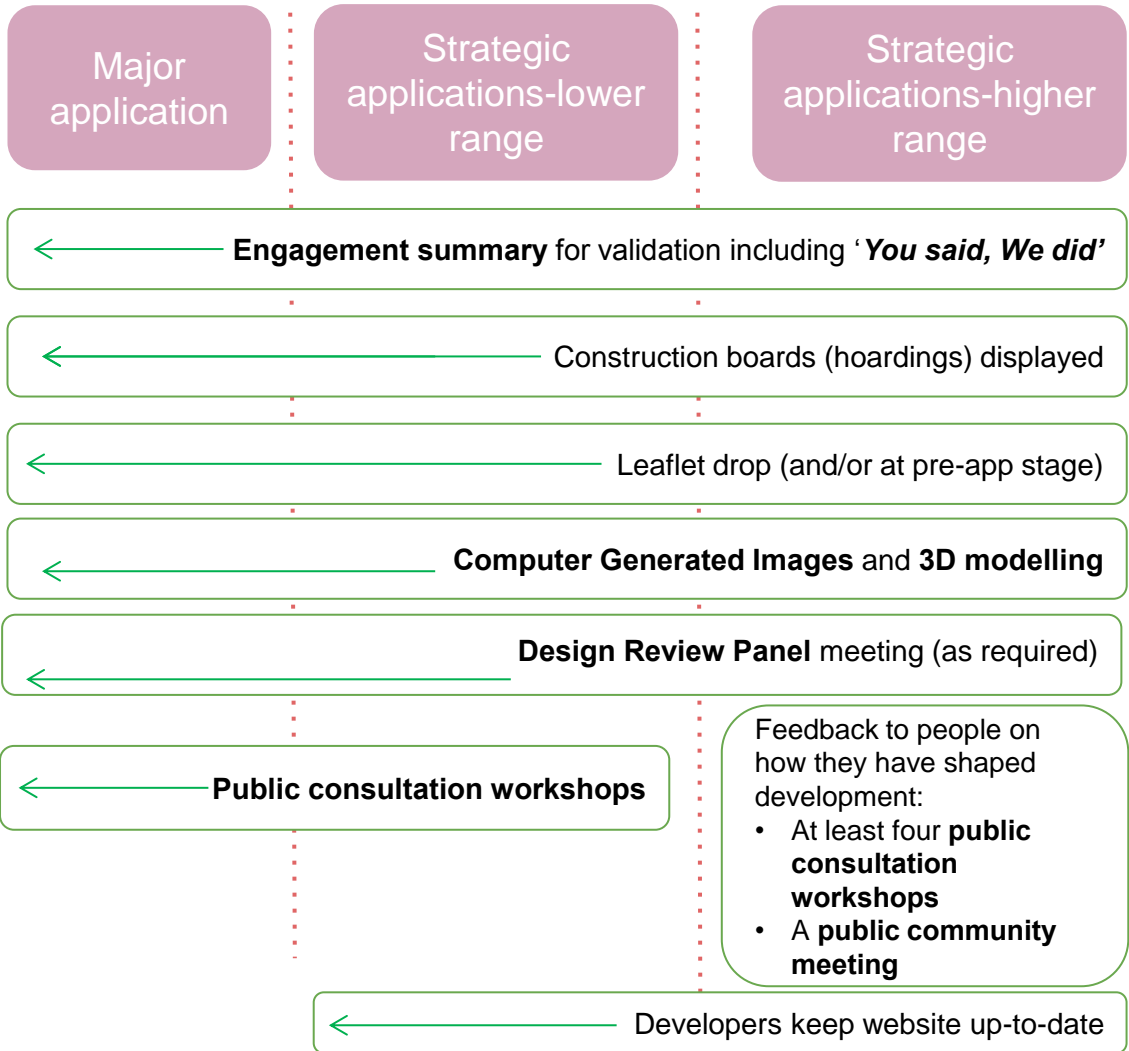 Major
application
Strategic
applications-lower
range
Strategic
applications-higher
range
Engagement summary for validation including ‘You said, We did’
Construction boards (hoardings) displayed
Leaflet drop (and/or at pre-app stage)
Computer Generated Images and 3D modelling
Design Review Panel meeting (as required)
Public consultation workshops
Feedback to people on
how they have shaped
development:
• At least four public
consultation
workshops
• A public community
meeting
Developers keep website up-to-date